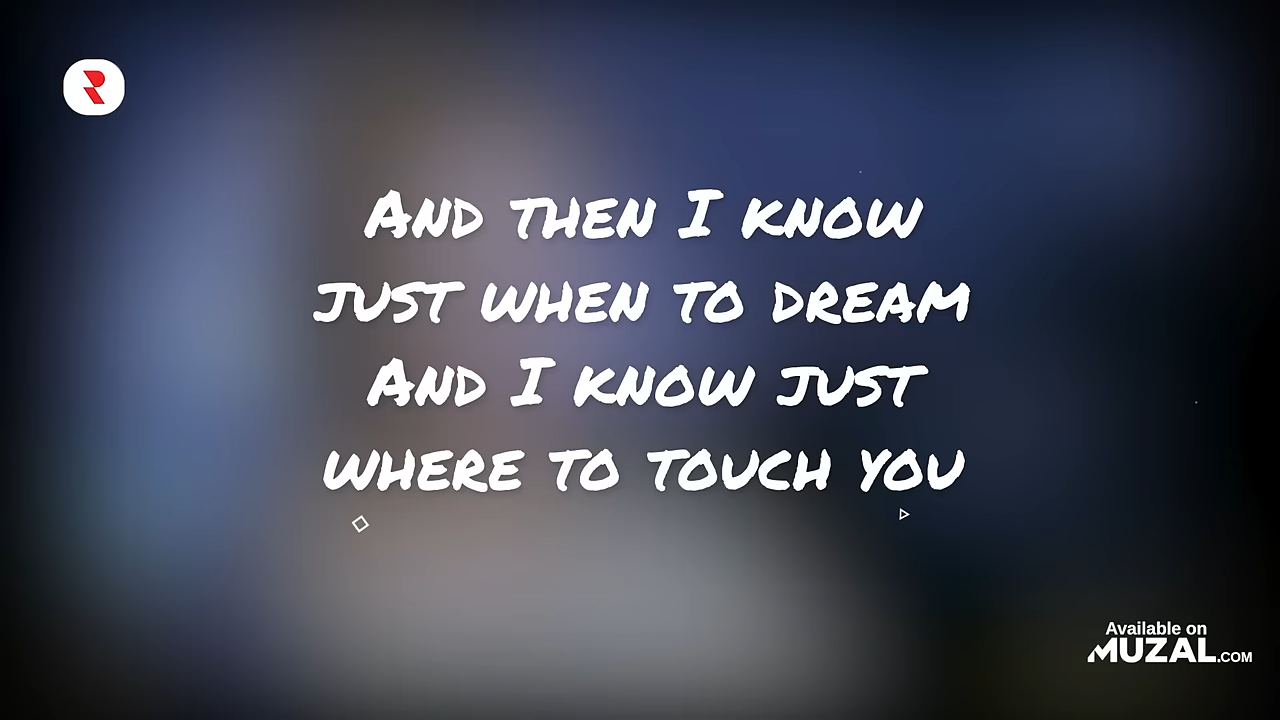 And then I know
just when to dream
And I know just
where to touch you
Available on
MUZAL.COM